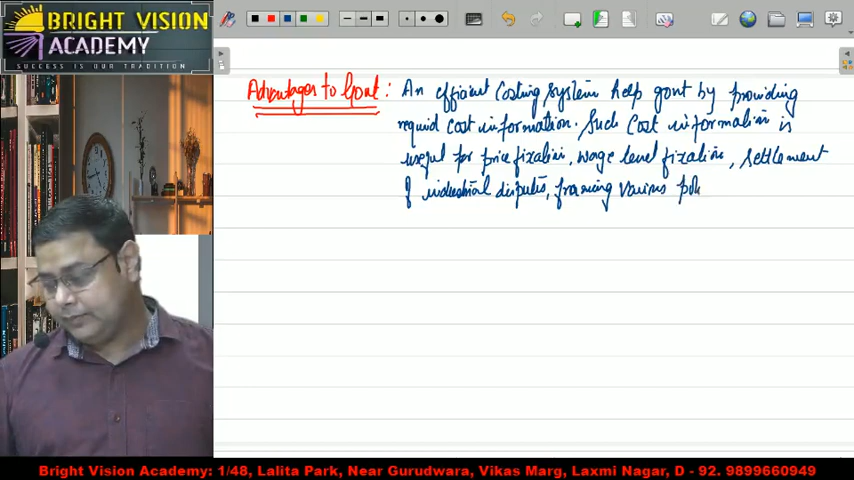 BRIGHT VISION
ACADEMY
SUCCESS IS OUR TRADITION
Advantages to Govt : An efficient Costing System help govt by providing
requid Cost information. Such Cost information is
useful for price fixation, wage level fixation, settlement
of industrial disputes, framing various pol
Bright Vision Academy: 1/48, Lalita Park, Near Gurudwara, Vikas Marg, Laxmi Nagar, D - 92. 9899660949